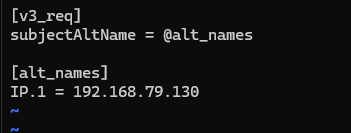 [v3_req]
subjectAltName = @alt_names

[alt_names]
IP.1 = 192.168.79.130
~
~